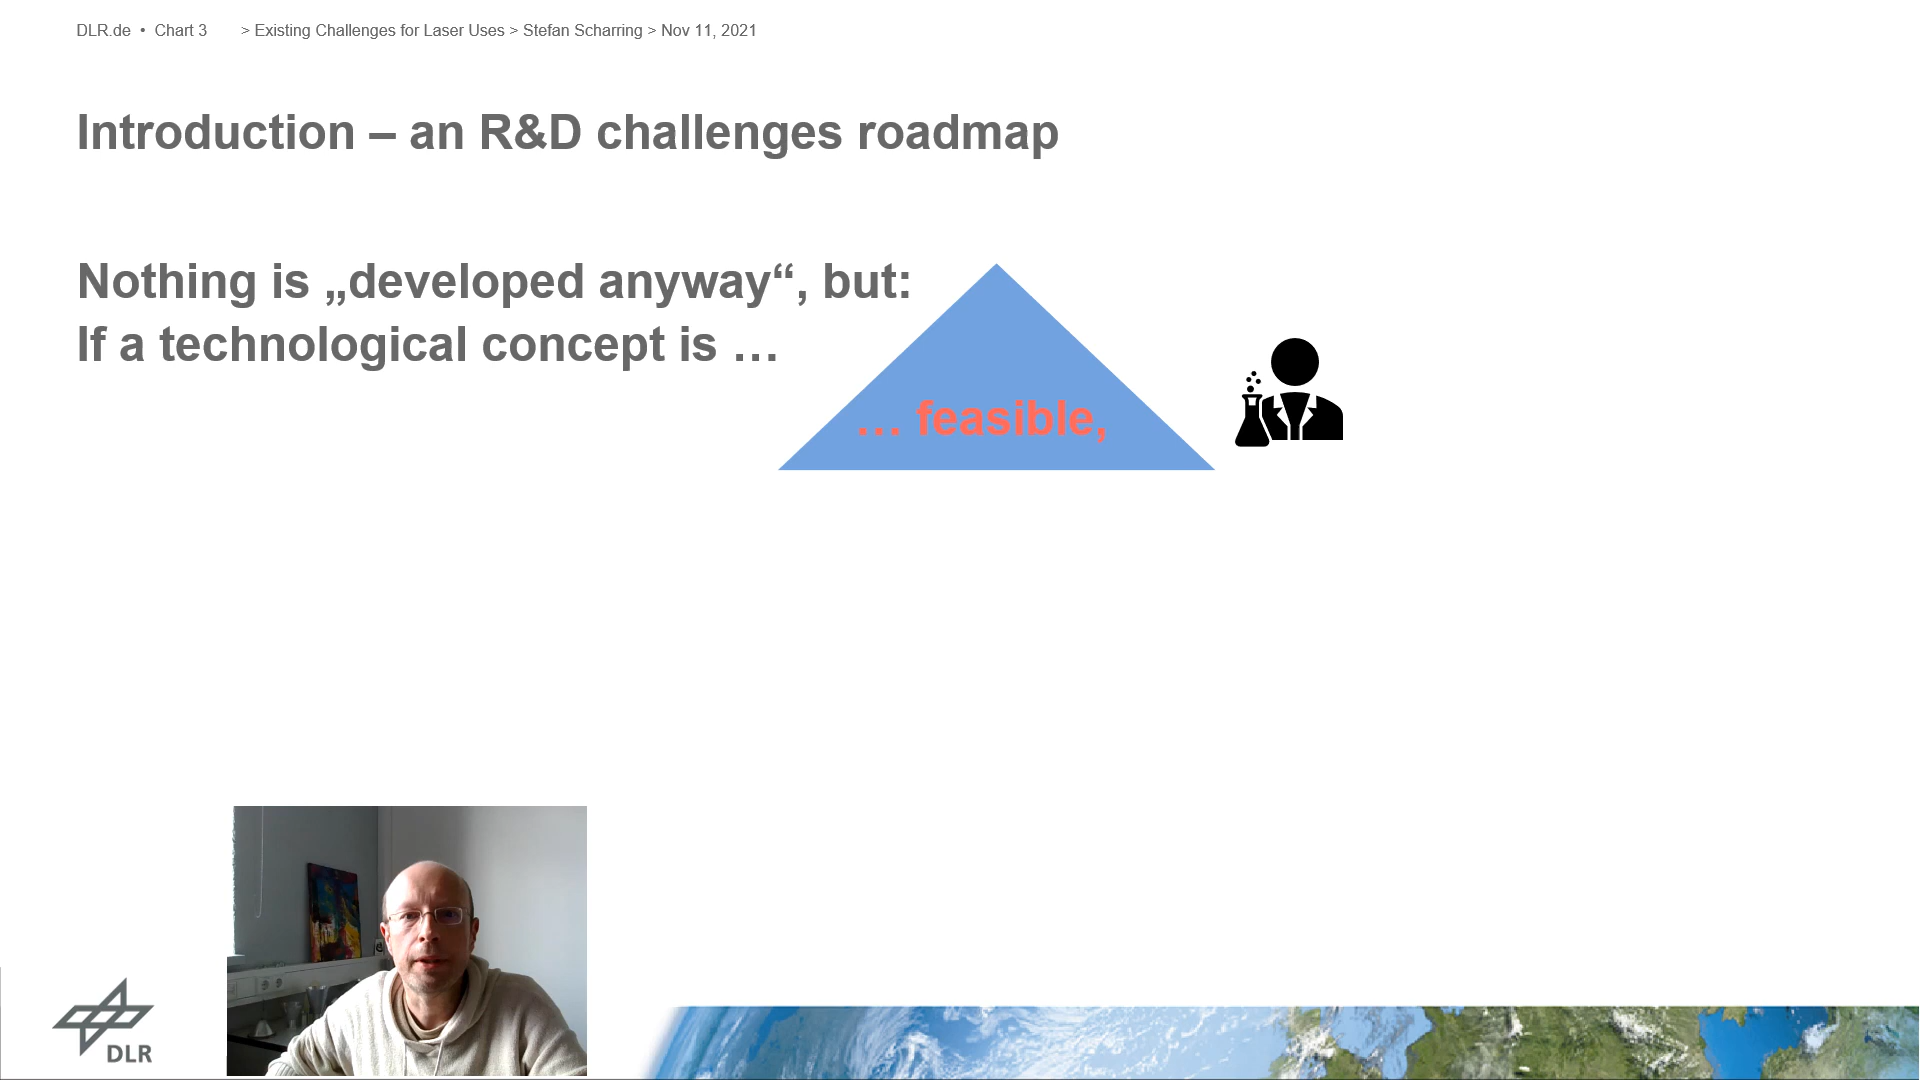 DLR.de • Chart 3 > Existing Challenges for Laser Uses > Stefan Scharring > Nov 11, 2021
Introduction – an R&D challenges roadmap
Nothing is „developed anyway“, but:
If a technological concept is …
… feasible,
DLR